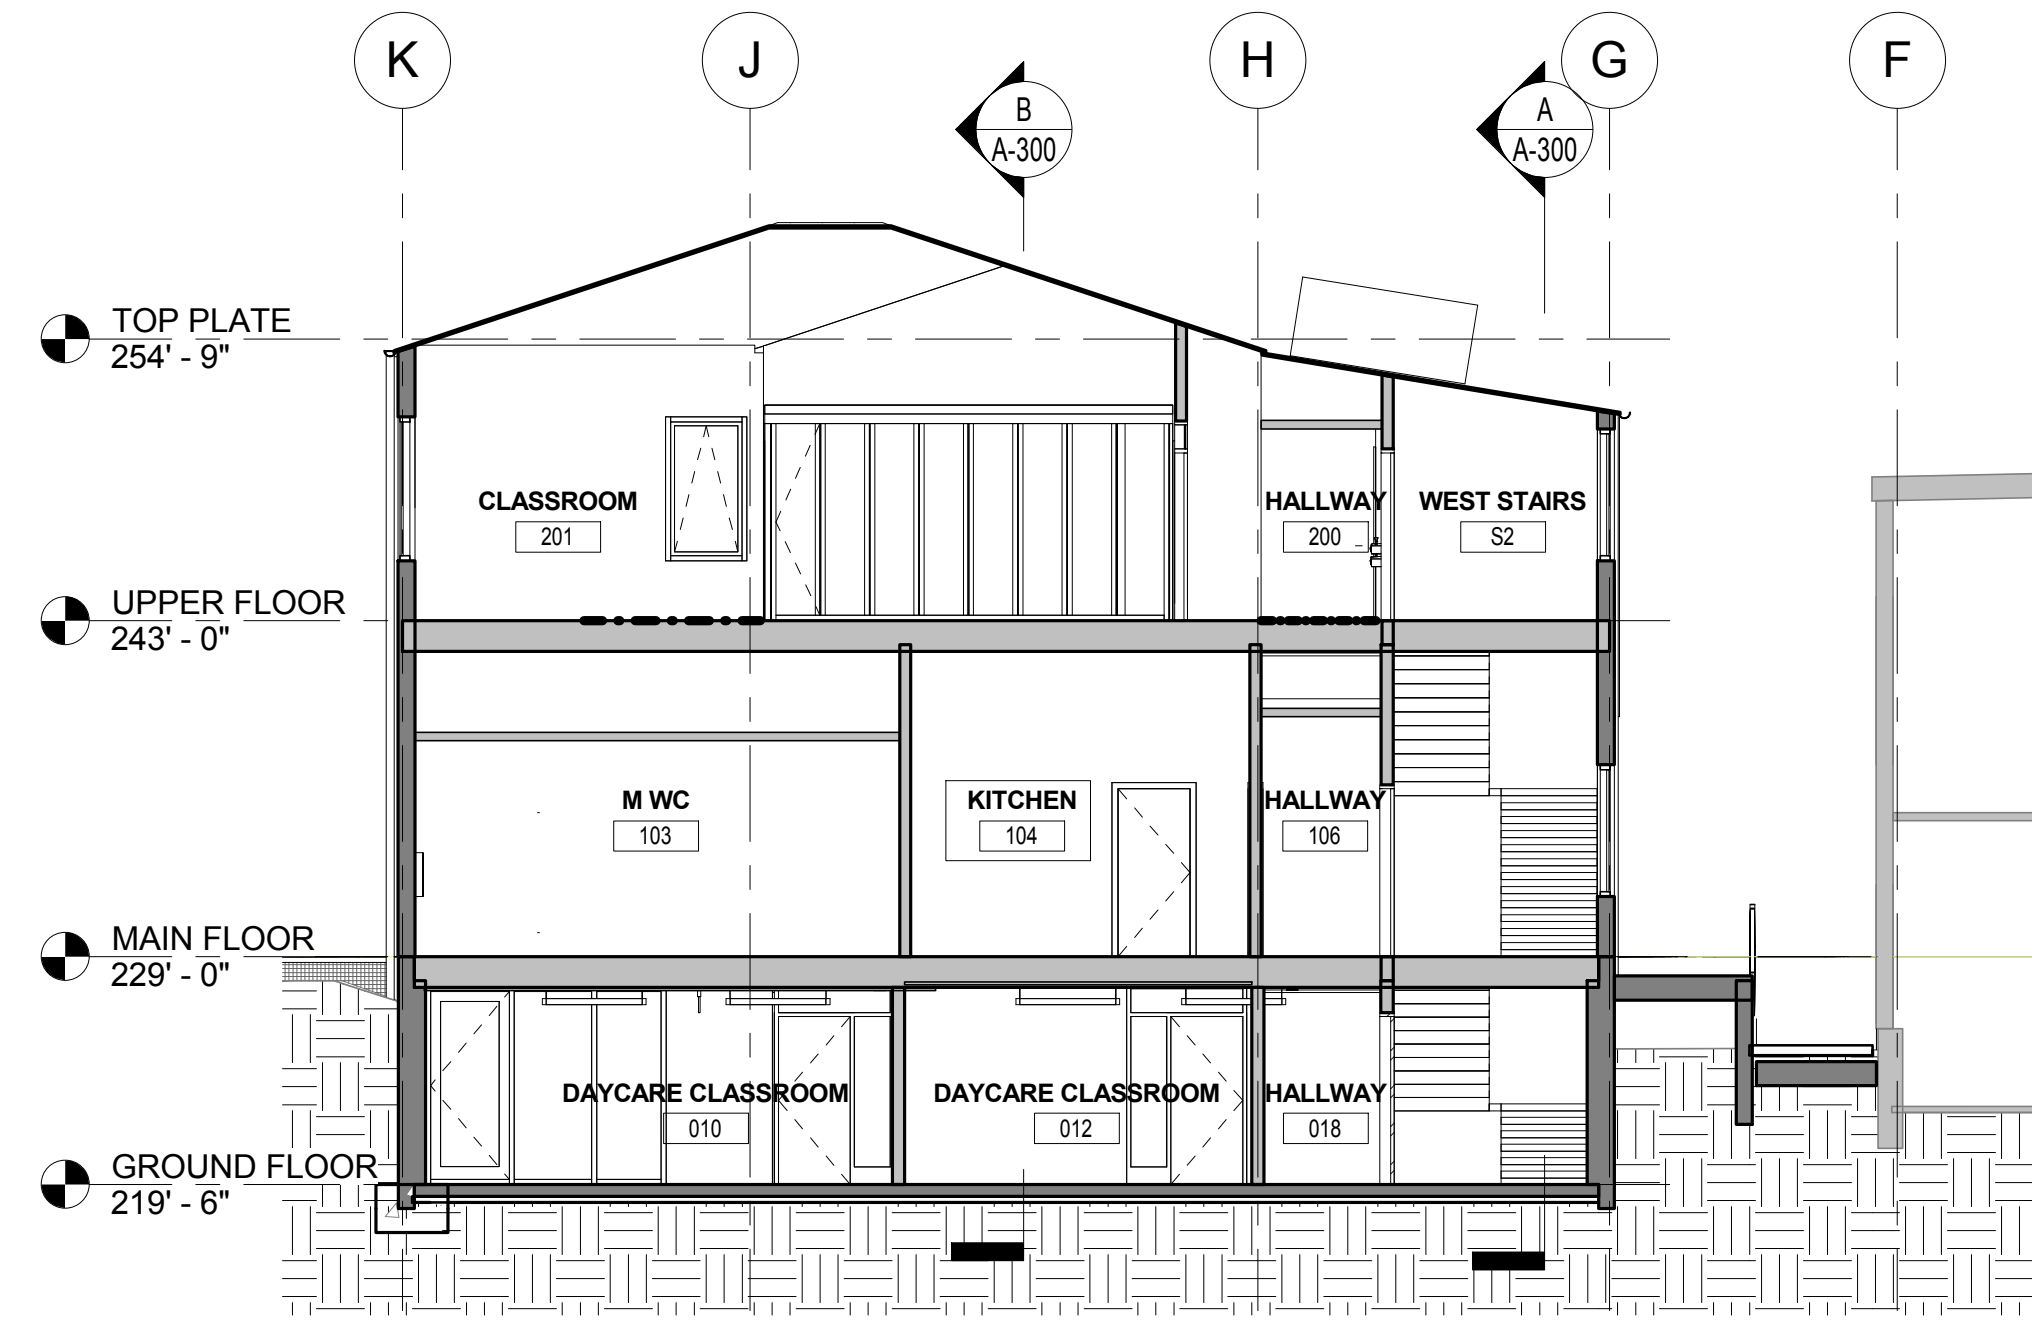 K
J
H
G
F
B
A-300
A
A-300
TOP PLATE
254' - 9"
CLASSROOM
201
HALLWAY
200
WEST STAIRS
S2
UPPER FLOOR
243' - 0"
M WC
103
KITCHEN
104
HALLWAY
106
MAIN FLOOR
229' - 0"
DAYCARE CLASSROOM
010
DAYCARE CLASSROOM
012
HALLWAY
018
GROUND FLOOR
219' - 6"